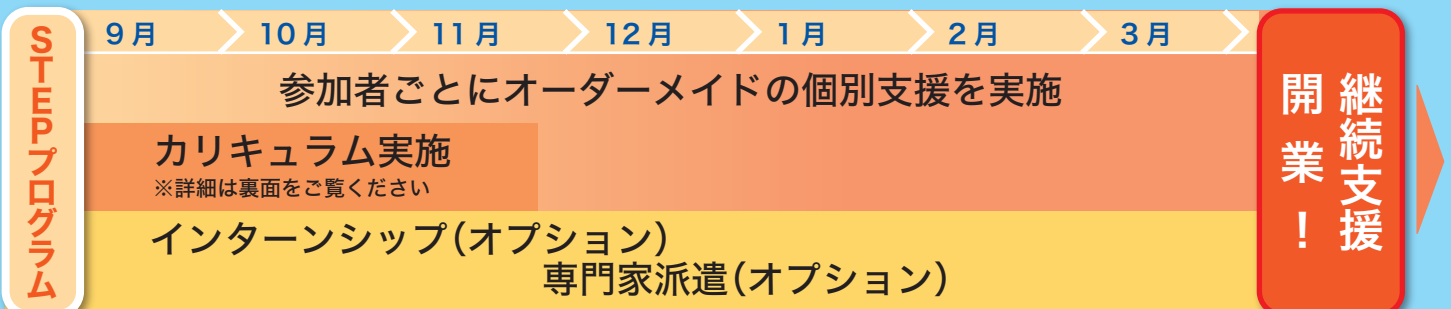 STEPプログラム
9月 10月 11月 12月 1月 2月 3月
参加者ごとにオーダーメイドの個別支援を実施
カリキュラム実施
※詳細は裏面をご覧ください
インターンシップ(オプション)
専門家派遣(オプション)
継続支援
開業!